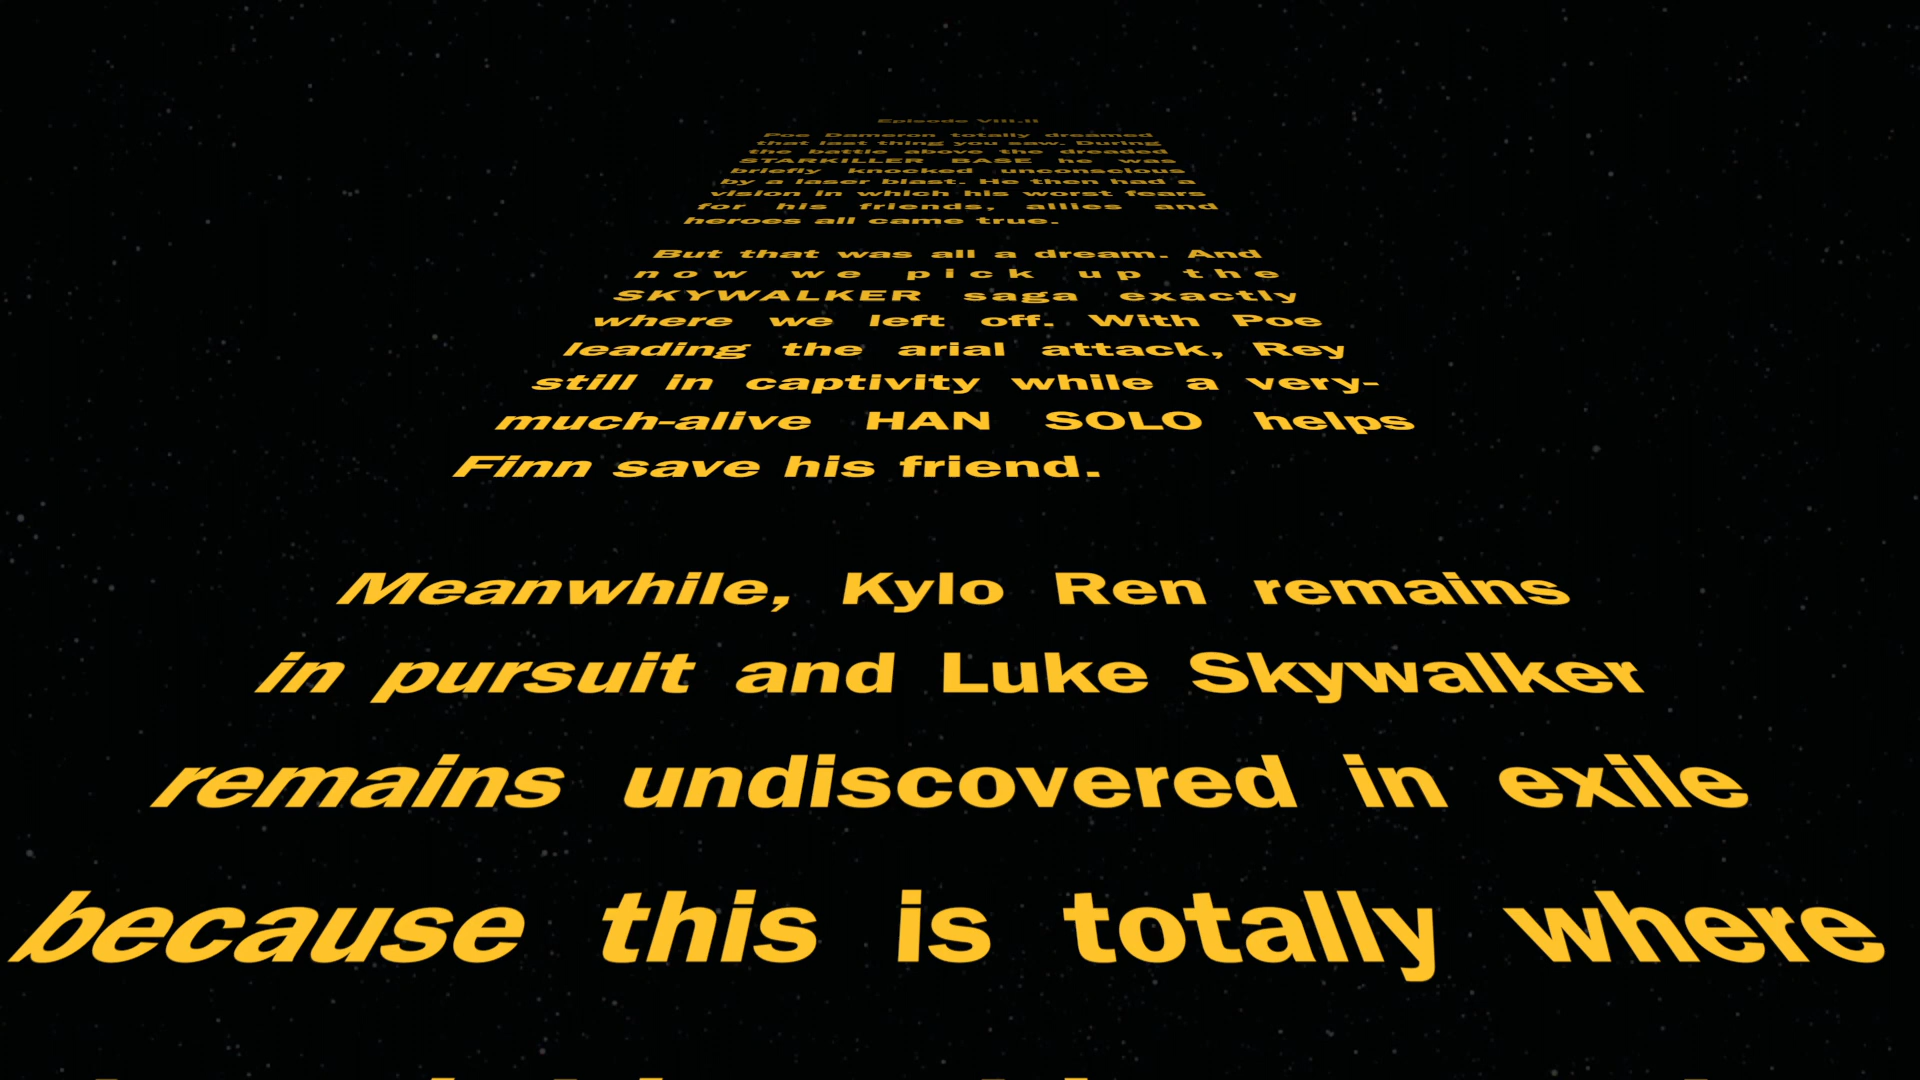 Episode VIII.II
Poe Dameron totally dreamed
that last thing you saw. During
the battle above the dreaded
STARKILLER BASE he was
briefly knocked unconscious
by a laser blast. He then had a
vision in which his worst fears
for his friends, allies and
heroes all came true.
But that was all a dream. And
now we pick up the
SKYWALKER saga exactly
where we left off. With Poe
leading the arial attack, Rey
still in captivity while a very-
much-alive HAN SOLO helps
Finn save his friend.
Meanwhile, Kylo Ren remains
in pursuit and Luke Skywalker
remains undiscovered in exile
because this is totally where